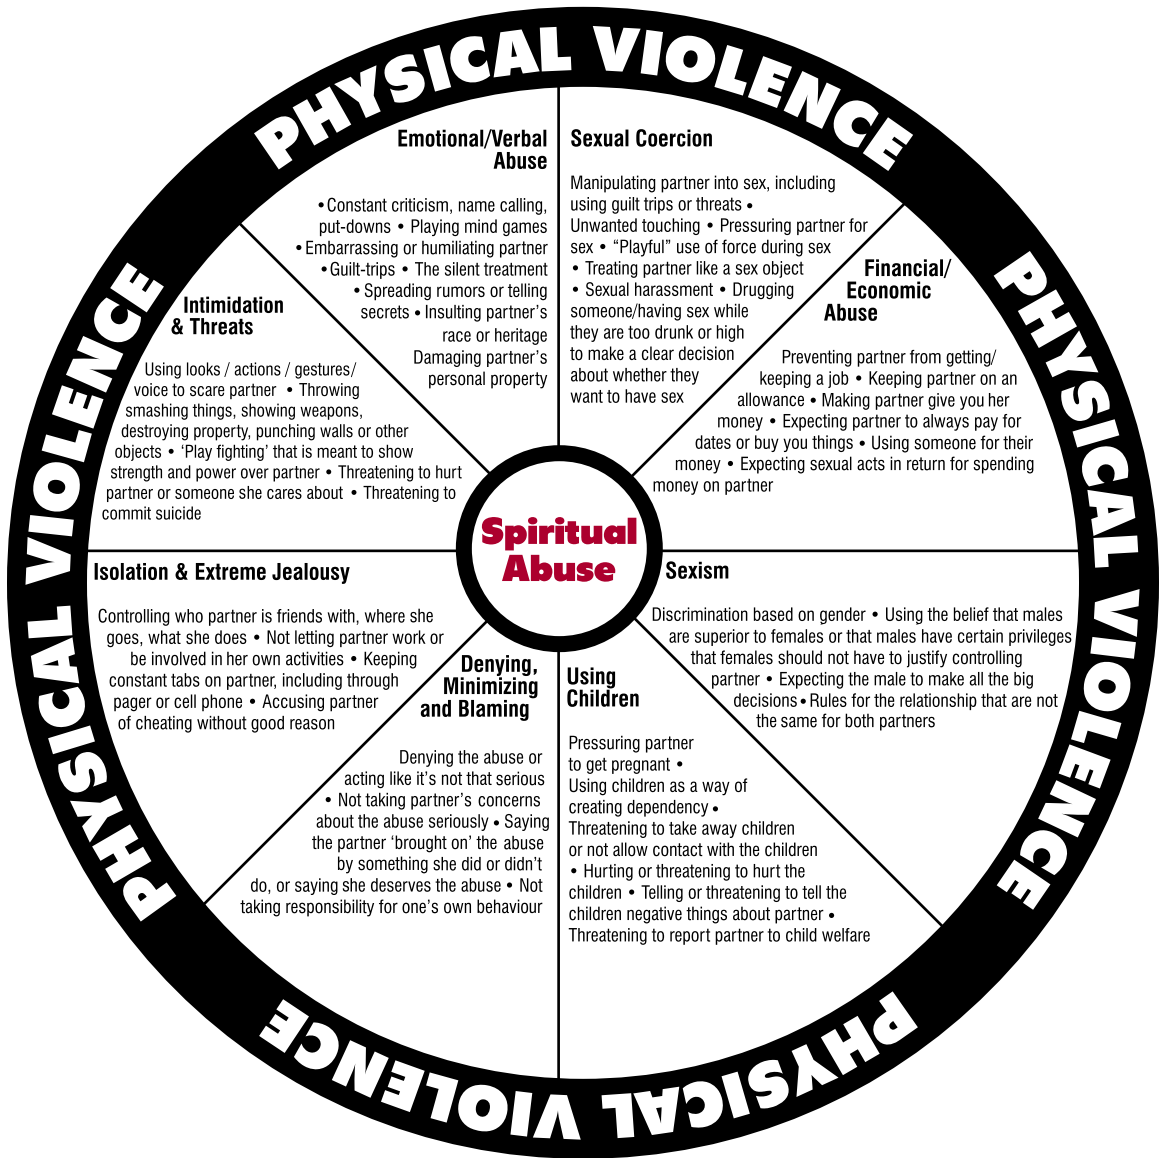 PHYSICAL VIOLENCE
PHYSICAL VIOLENCE
PHYSICAL VIOLENCE
PHYSICAL VIOLENCE
Emotional/Verbal
Abuse
•Constant criticism, name calling,
put-downs • Playing mind games
•Embarrassing or humiliating partner
•Guilt-trips • The silent treatment
•Spreading rumors or telling
secrets • Insulting partner's
race or heritage
Damaging partner's
personal property
Sexual Coercion
Manipulating partner into sex, including
using guilt trips or threats •
Unwanted touching • Pressuring partner for
sex • “Playful” use of force during sex
• Treating partner like a sex object
• Sexual harassment • Drugging
someone/having sex while
they are too drunk or high
to make a clear decision
about whether they
want to have sex
Financial/
Economic
Abuse
Preventing partner from getting/
keeping a job • Keeping partner on an
allowance • Making partner give you her
money • Expecting partner to always pay for
dates or buy you things • Using someone for their
money • Expecting sexual acts in return for spending
money on partner
Sexism
Discrimination based on gender • Using the belief that males
are superior to females or that males have certain privileges
that females should not have to justify controlling
partner • Expecting the male to make all the big
decisions • Rules for the relationship that are not
the same for both partners
Using
Children
Pressuring partner
to get pregnant •
Using children as a way of
creating dependency •
Threatening to take away children
or not allow contact with the children
• Hurting or threatening to hurt the
children • Telling or threatening to tell the
children negative things about partner •
Threatening to report partner to child welfare
Denying,
Minimizing
and Blaming
Denying the abuse or
acting like it's not that serious
• Not taking partner's concerns
about the abuse seriously • Saying
the partner ‘brought on’ the abuse
by something she did or didn't
do, or saying she deserves the abuse • Not
taking responsibility for one's own behaviour
Isolation & Extreme Jealousy
Controlling who partner is friends with, where she
goes, what she does • Not letting partner work or
be involved in her own activities • Keeping
constant tabs on partner, including through
pager or cell phone • Accusing partner
of cheating without good reason
Intimidation
& Threats
Using looks / actions / gestures/
voice to scare partner • Throwing
smashing things, showing weapons,
destroying property, punching walls or other
objects • ‘Play fighting’ that is meant to show
strength and power over partner • Threatening to hurt
partner or someone she cares about • Threatening to
commit suicide
Spiritual
Abuse